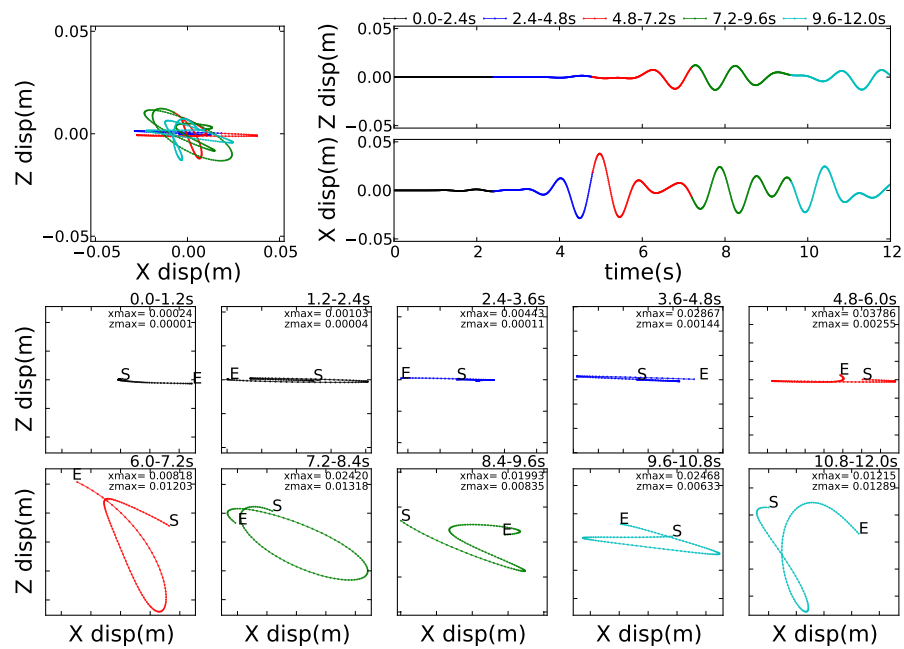 0.0-2.4s 2.4-4.8s 4.8-7.2s 7.2-9.6s 9.6-12.0s
0.05
0.00
−0.05
Z disp(m)
−0.05 0.00 0.05
X disp(m)
0.05
0.00
−0.05
Z disp(m)
0.05
0.00
−0.05
X disp(m)
0 2 4 6 8 10 12
time(s)
0.0-1.2s
xmax= 0.00024
zmax= 0.00001
S
E
Z disp(m)
1.2-2.4s
xmax= 0.00103
zmax= 0.00004
E
S
2.4-3.6s
xmax= 0.00443
zmax= 0.00011
E
S
3.6-4.8s
xmax= 0.02867
zmax= 0.00144
S
E
4.8-6.0s
xmax= 0.03786
zmax= 0.00255
E
S
6.0-7.2s
xmax= 0.00818
zmax= 0.01203
E
S
Z disp(m)
X disp(m)
7.2-8.4s
xmax= 0.02420
zmax= 0.01318
S
E
X disp(m)
8.4-9.6s
xmax= 0.01993
zmax= 0.00835
S
E
X disp(m)
9.6-10.8s
xmax= 0.02468
zmax= 0.00633
E
S
X disp(m)
10.8-12.0s
xmax= 0.01215
zmax= 0.01289
S
E
X disp(m)